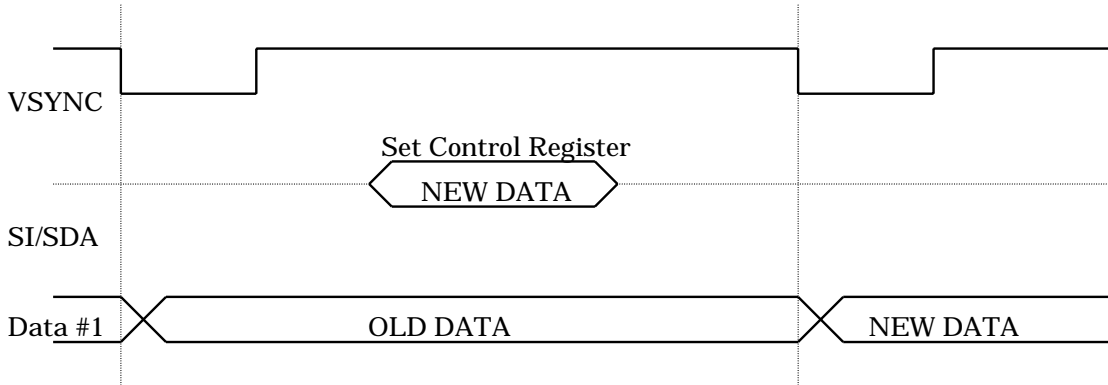 VSYNC
Set Control Register
NEW DATA
SI/SDA
Data #1
OLD DATA
NEW DATA